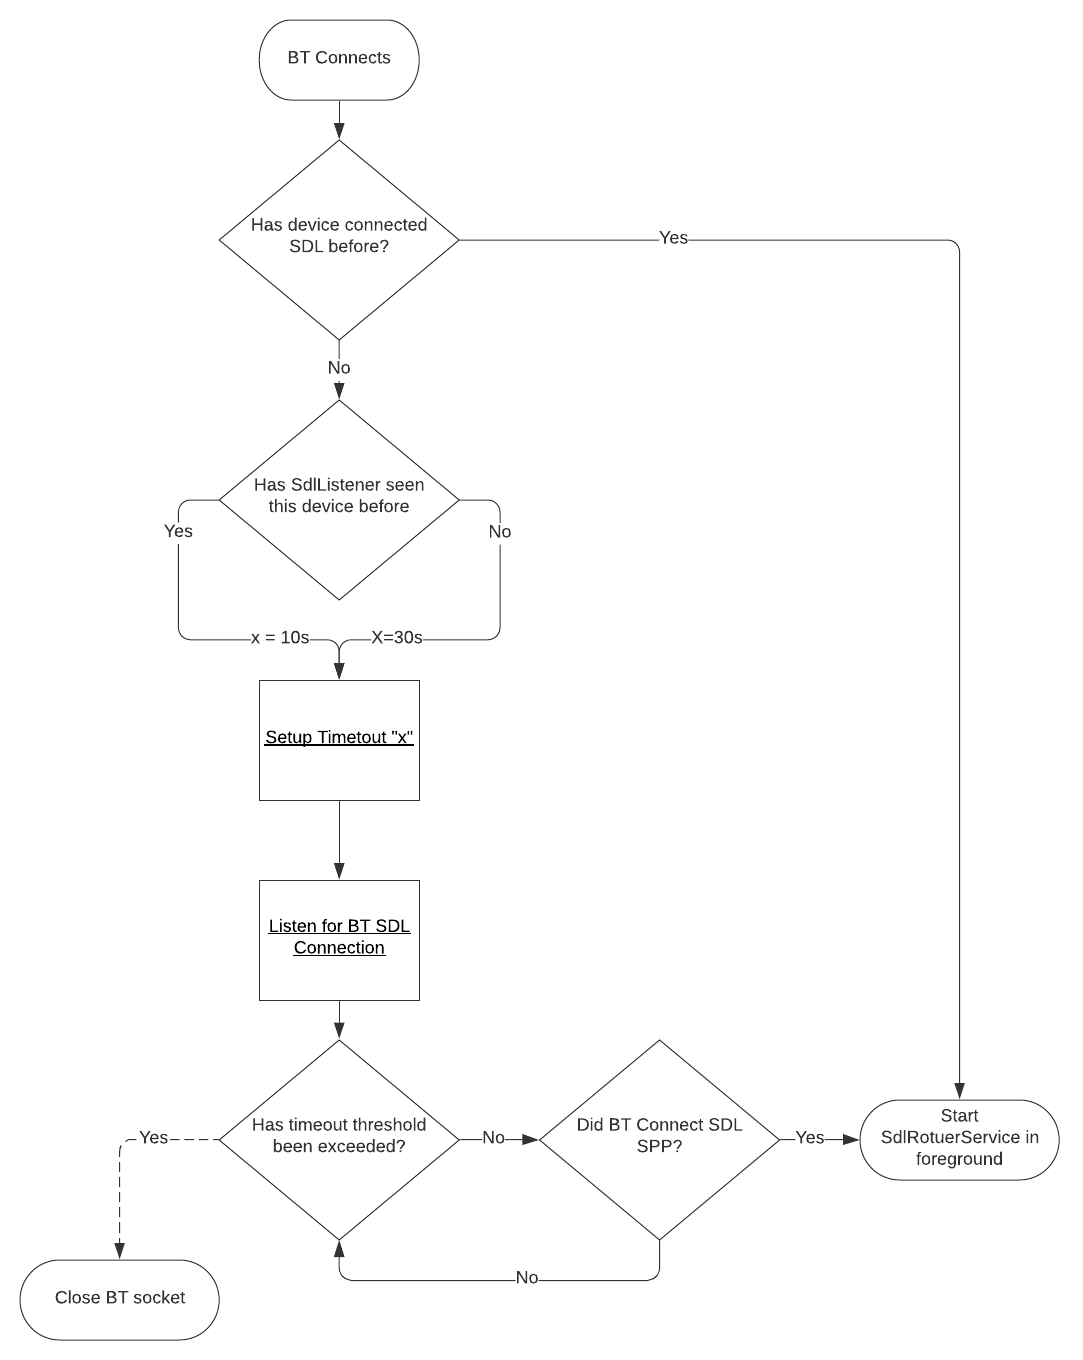 BT Connects
Has device connected
SDL before?
Yes
No
Has SdlListener seen
this device before
Yes
No
x = 10s
X=30s
Setup Timetout "x"
Listen for BT SDL
Connection
Has timeout threshold
been exceeded?
Yes
No
Did BT Connect SDL
SPP?
Yes
No
Start
SdlRotuerService in
foreground
Close BT socket